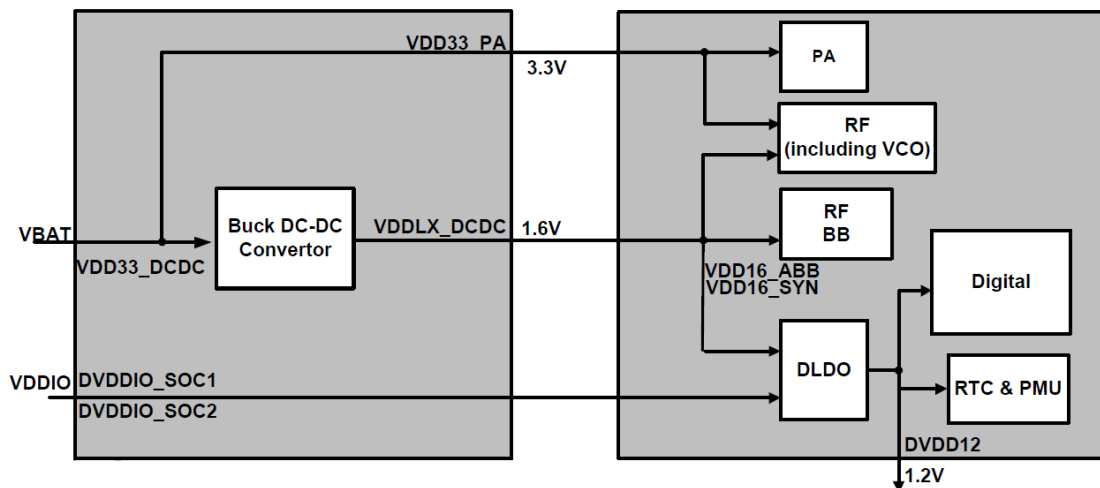 VDD33_PA
3.3V
PA
RF
(including VCO)
Buck DC-DC
Convertor
VBAT
VDD33_DCDC
VDDLX_DCDC
1.6V
RF
BB
VDD16_ABB
VDD16_SYN
Digital
VDDIO
DVDDIO_SOC1
DVDDIO_SOC2
DLDO
RTC & PMU
DVDD12
1.2V